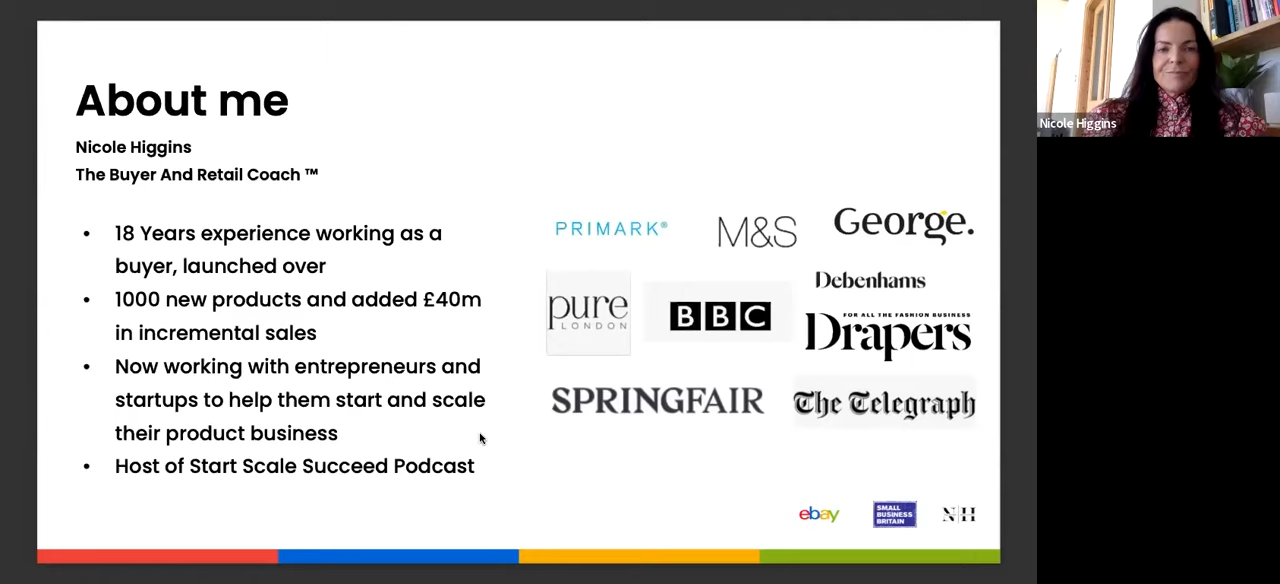 About me
Nicole Higgins
The Buyer And Retail Coach ™
• 18 Years experience working as a
buyer, launched over
• 1000 new products and added £40m
in incremental sales
• Now working with entrepreneurs and
startups to help them start and scale
their product business
• Host of Start Scale Succeed Podcast
PRIMARK®
M&S
George.
pure
LONDON
BBC
Debenhams
FOR ALL THE FASHION BUSINESS
Drapers
SPRINGFAIR
The Telegraph
ebay
SMALL
BUSINESS
BRITAIN
NH
Nicole Higgins